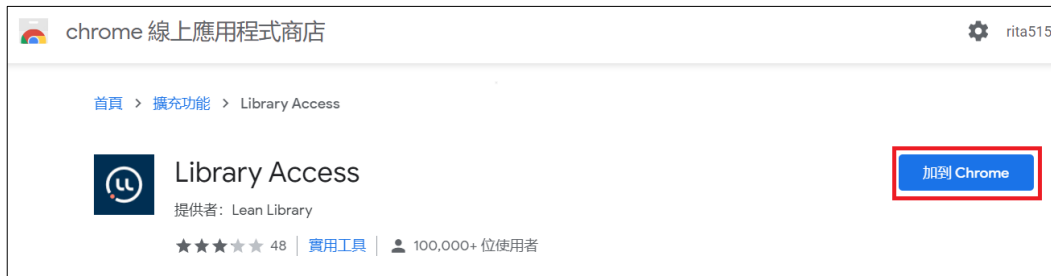 chrome 線上應用程式商店
rita515
首頁 > 擴充功能 > Library Access
Library Access
加到 Chrome
提供者：Lean Library
48 | 實用工具 | 100,000+ 位使用者